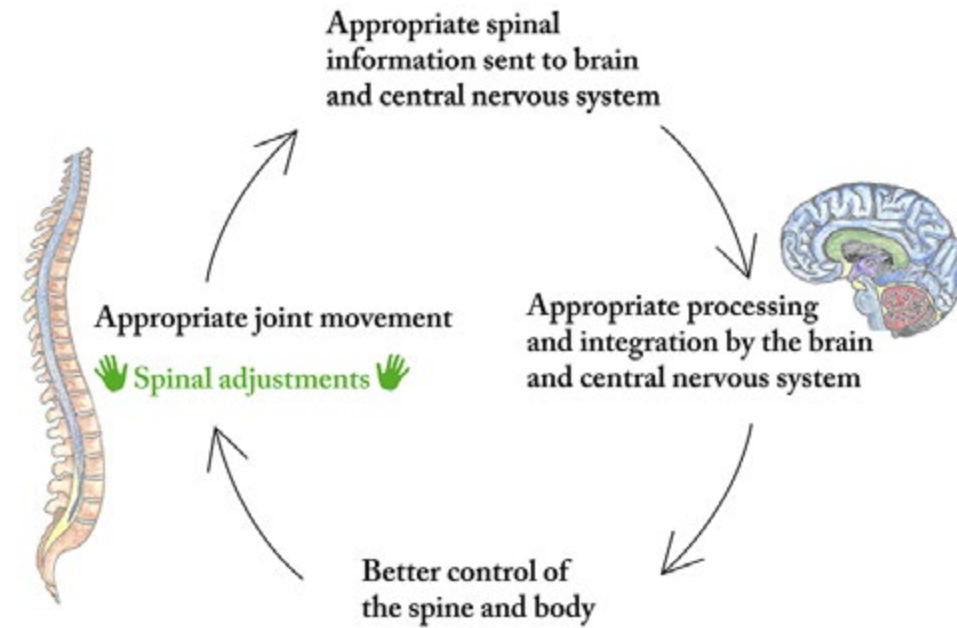 Appropriate spinal
information sent to brain
and central nervous system
Appropriate processing
and integration by the brain
and central nervous system
Better control of
the spine and body
Appropriate joint movement
Spinal adjustments